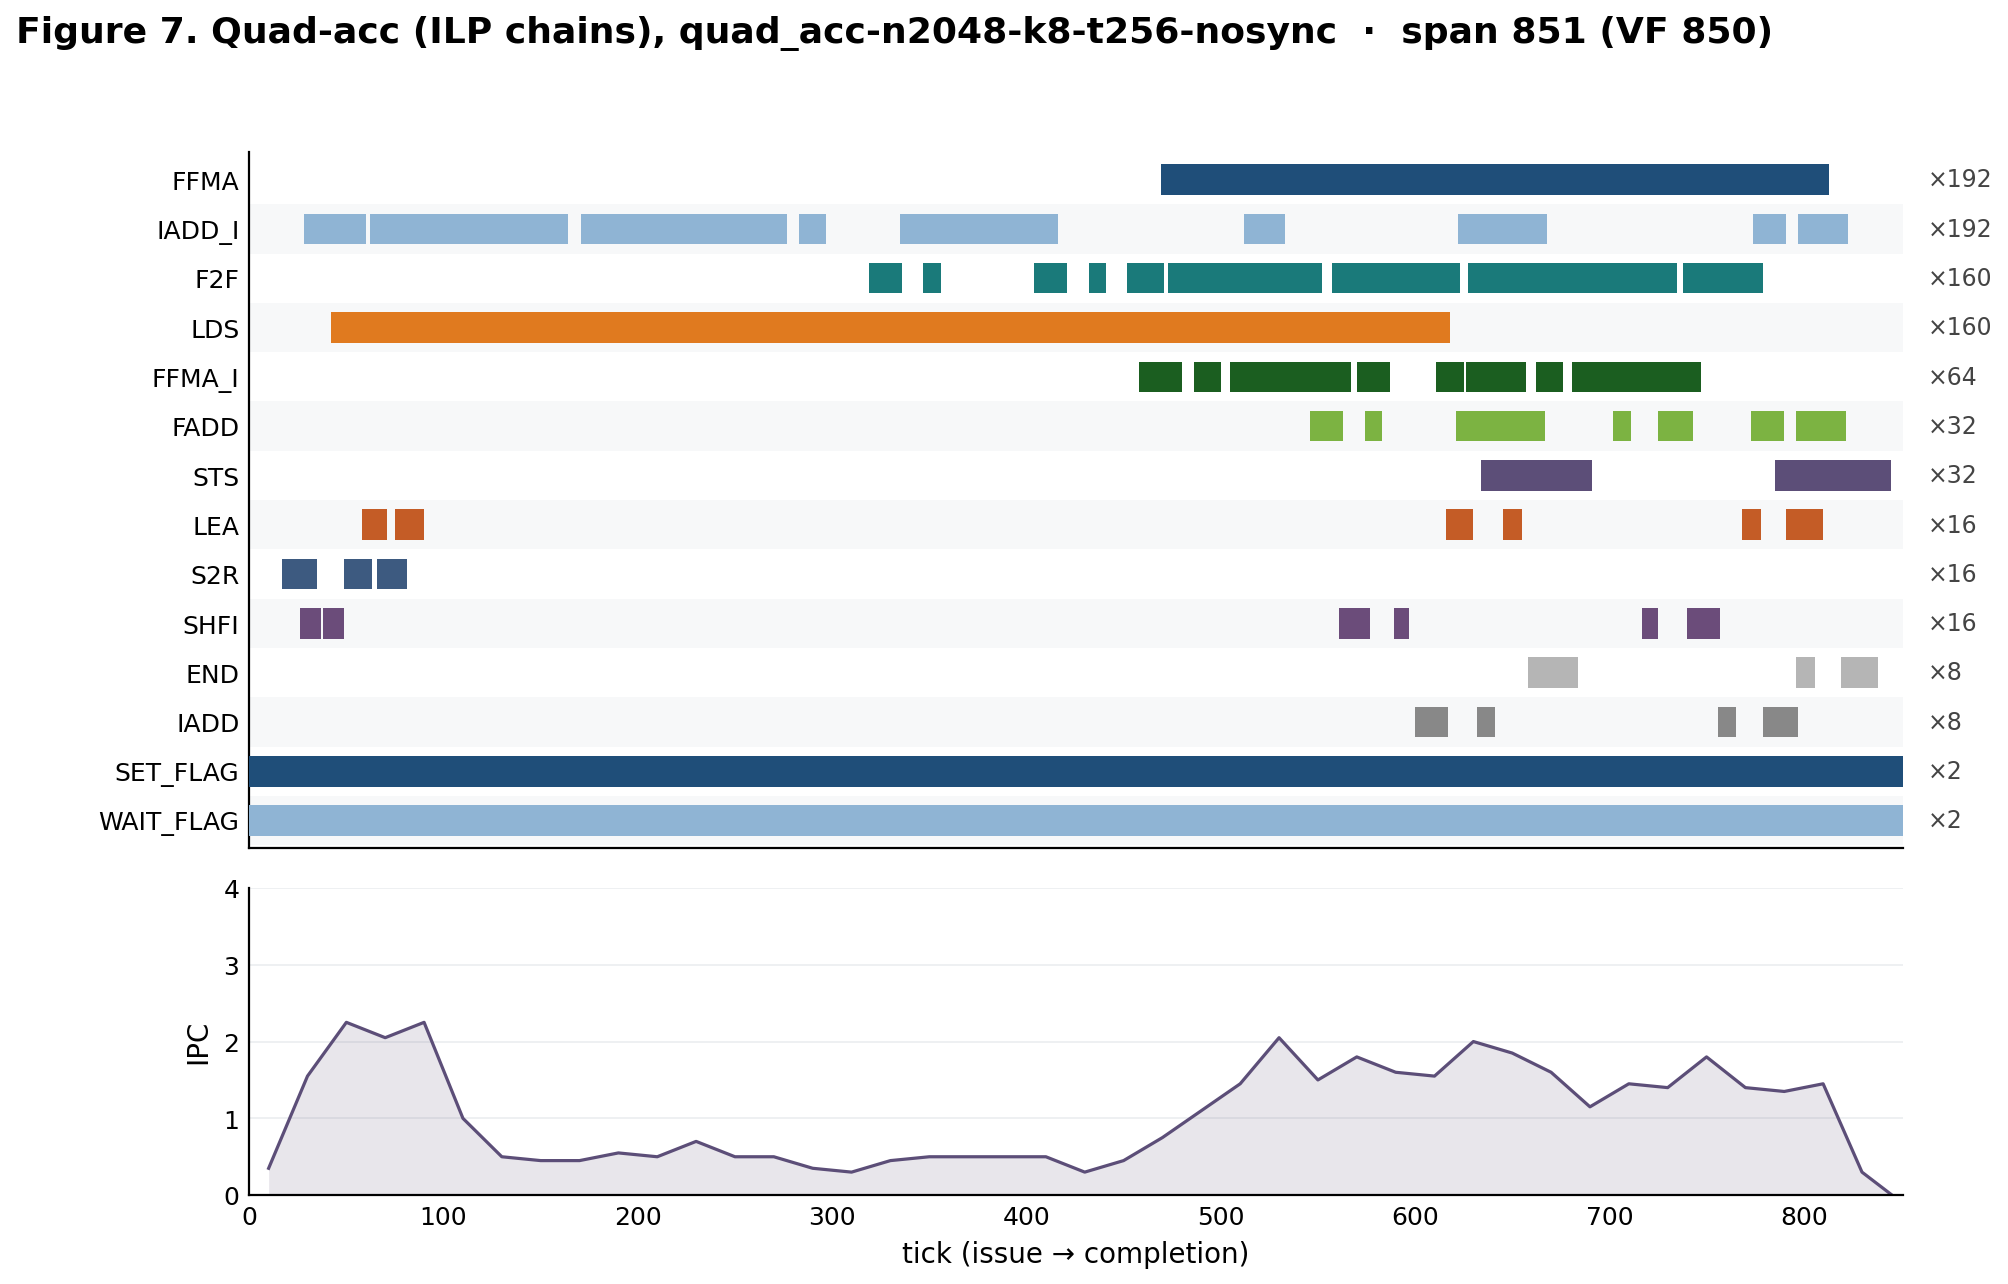 Figure 7. Quad-acc (ILP chains), quad_acc-n2048-k8-t256-nosync · span 851 (VF 850)
FFMA ×192
IADD_I ×192
F2F ×160
LDS ×160
FFMA_I ×64
FADD ×32
STS ×32
LEA ×16
S2R ×16
SHFI ×16
END ×8
IADD ×8
SET_FLAG ×2
WAIT_FLAG ×2
4
3
2
1
0
IPC
0 100 200 300 400 500 600 700 800
tick (issue → completion)